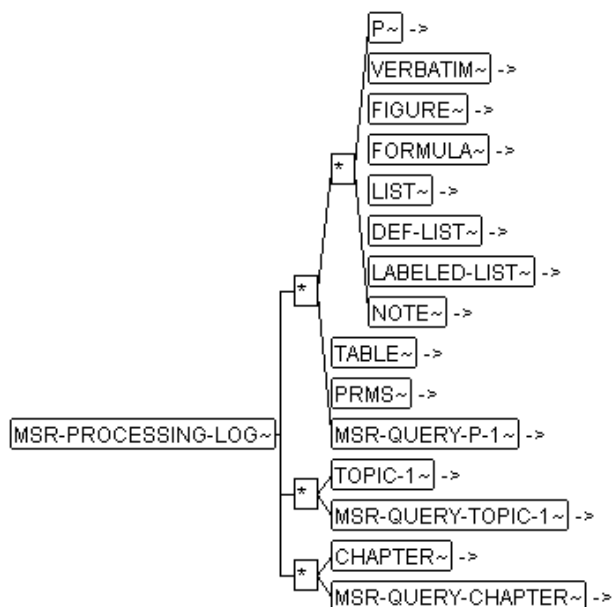 P~ ->
VERBATIM~ ->
FIGURE~ ->
FORMULA~ ->
* LIST~ ->
DEF-LIST~ ->
LABELED-LIST~ ->
* NOTE~ ->
TABLE~ ->
PRMS~ ->
MSR-PROCESSING-LOG~ MSR-QUERY-P-1~ ->
TOPIC-1~ ->
* MSR-QUERY-TOPIC-1~ ->
CHAPTER~ ->
* MSR-QUERY-CHAPTER~ ->